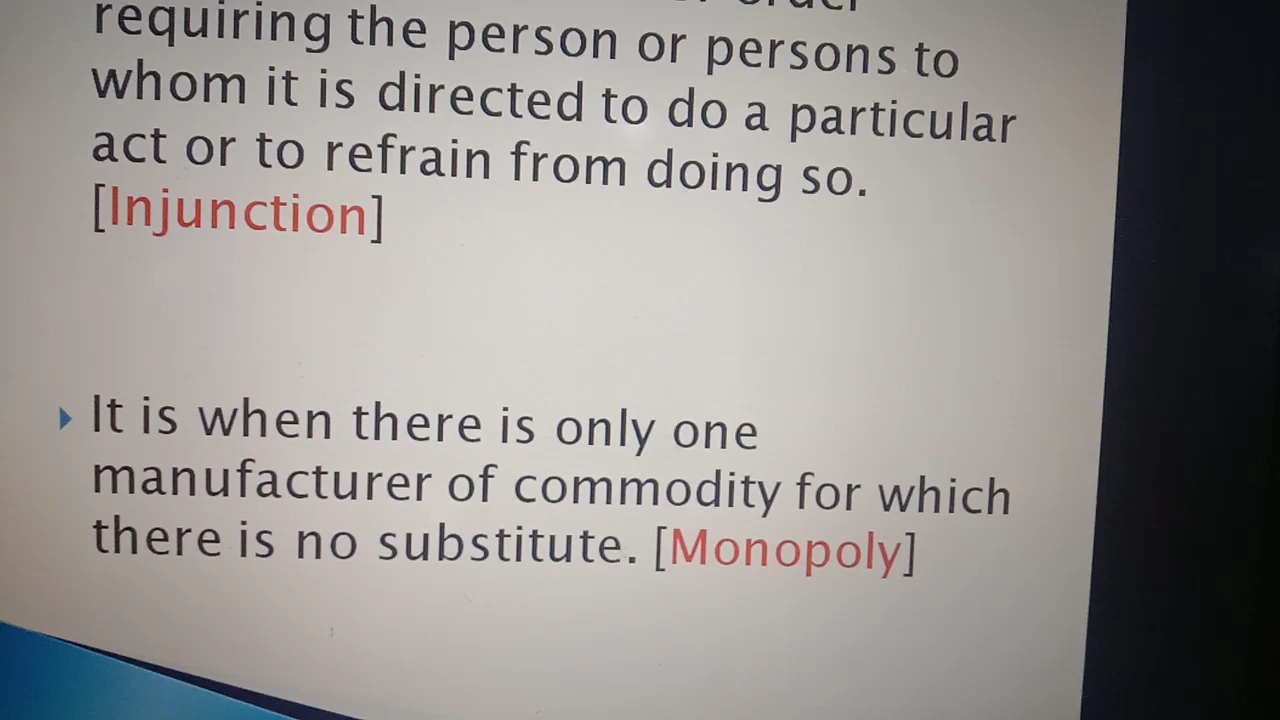 requiring the person or persons to
whom it is directed to do a particular
act or to refrain from doing so.
[Injunction]
It is when there is only one
manufacturer of commodity for which
there is no substitute. [Monopoly]